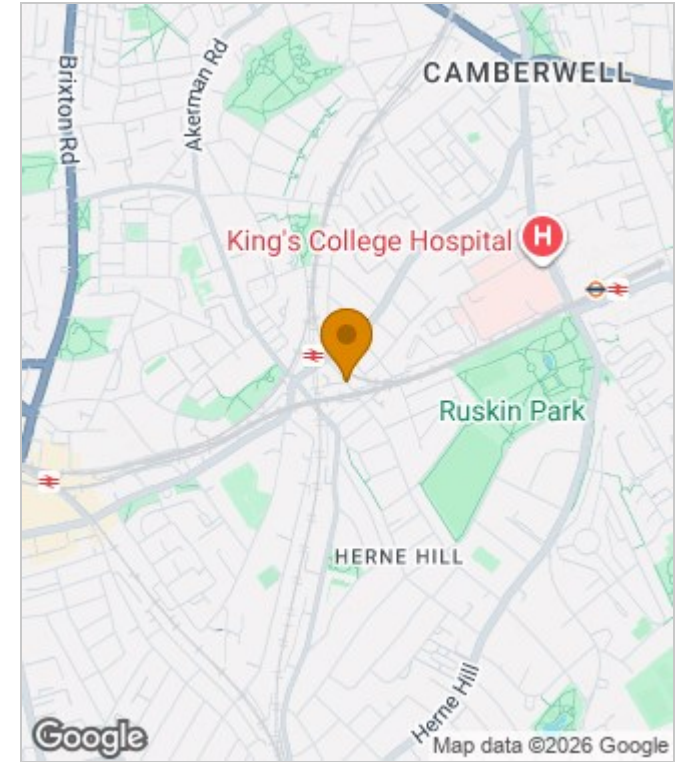 Brixton Rd
Akerman Rd
CAMBERWELL
King's College Hospital
H
Ruskin Park
HERNE HILL
Herne Hill
Google
Map data ©2026 Google